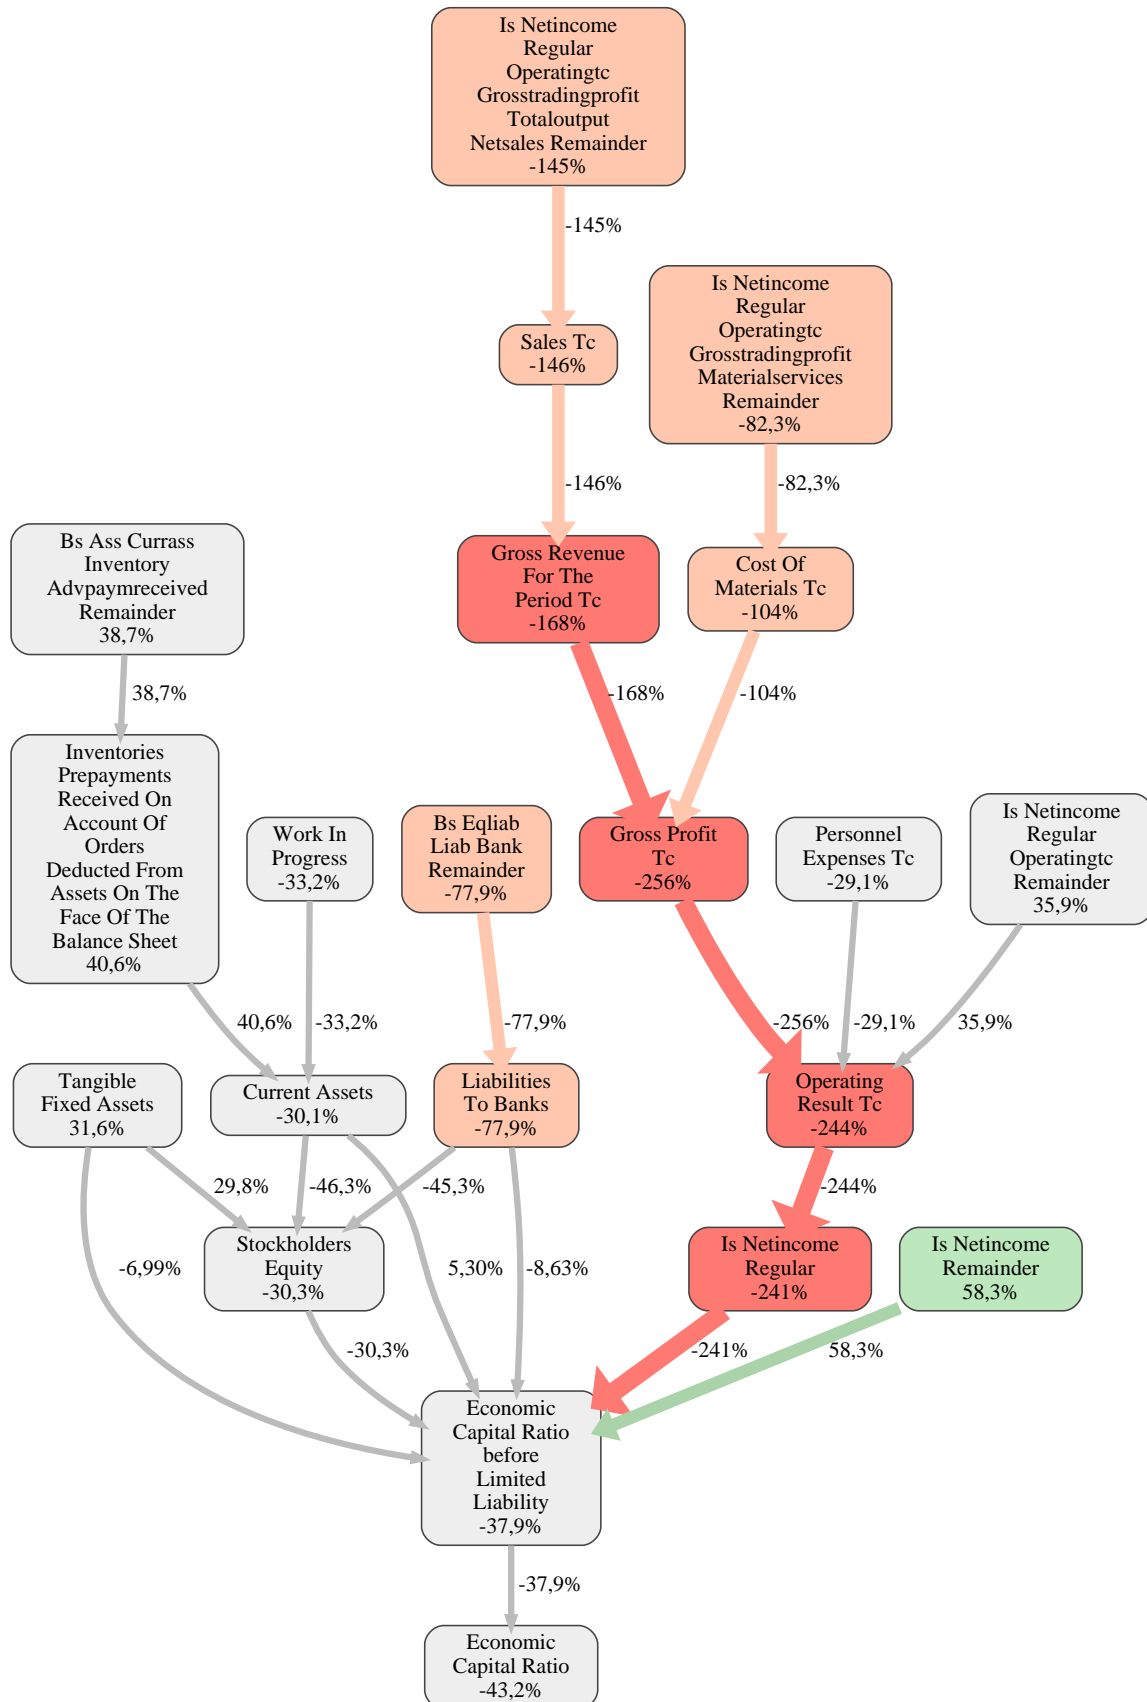 Is Netincome
Regular
Operatingtc
Grosstradingprofit
Totaloutput
Netsales Remainder
-145%
-145%
Is Netincome
Regular
Operatingtc
Grosstradingprofit
Materialservices
Remainder
-82,3%
Sales Tc
-146%
-146%
-82,3%
Bs Ass Currass
Inventory
Advpaymreceived
Remainder
38,7%
Gross Revenue
For The
Period Tc
-168%
Cost Of
Materials Tc
-104%
38,7%
-168%
-104%
Inventories
Prepayments
Received On
Account Of
Orders
Deducted From
Assets On The
Face Of The
Balance Sheet
40,6%
Work In
Progress
-33,2%
Bs Eqliab
Liab Bank
Remainder
-77,9%
Gross Profit
Tc
-256%
Personnel
Expenses Tc
-29,1%
Is Netincome
Regular
Operatingtc
Remainder
35,9%
40,6%
-33,2%
-77,9%
-256%
-29,1%
35,9%
Tangible
Fixed Assets
31,6%
Current Assets
-30,1%
Liabilities
To Banks
-77,9%
Operating
Result Tc
-244%
29,8%
-46,3%
-45,3%
-244%
-6,99%
Stockholders
Equity
-30,3%
5,30%
-8,63%
Is Netincome
Regular
-241%
Is Netincome
Remainder
58,3%
-30,3%
-241%
58,3%
Economic
Capital Ratio
before
Limited
Liability
-37,9%
-37,9%
Economic
Capital Ratio
-43,2%